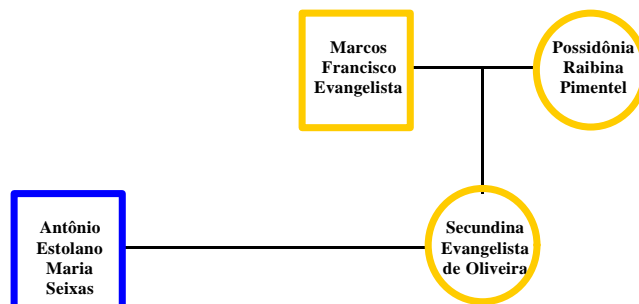 Marcos
Francisco
Evangelista
Possidônia
Raibina
Pimentel
Antônio
Estolano
Maria
Seixas
Secundina
Evangelista
de Oliveira